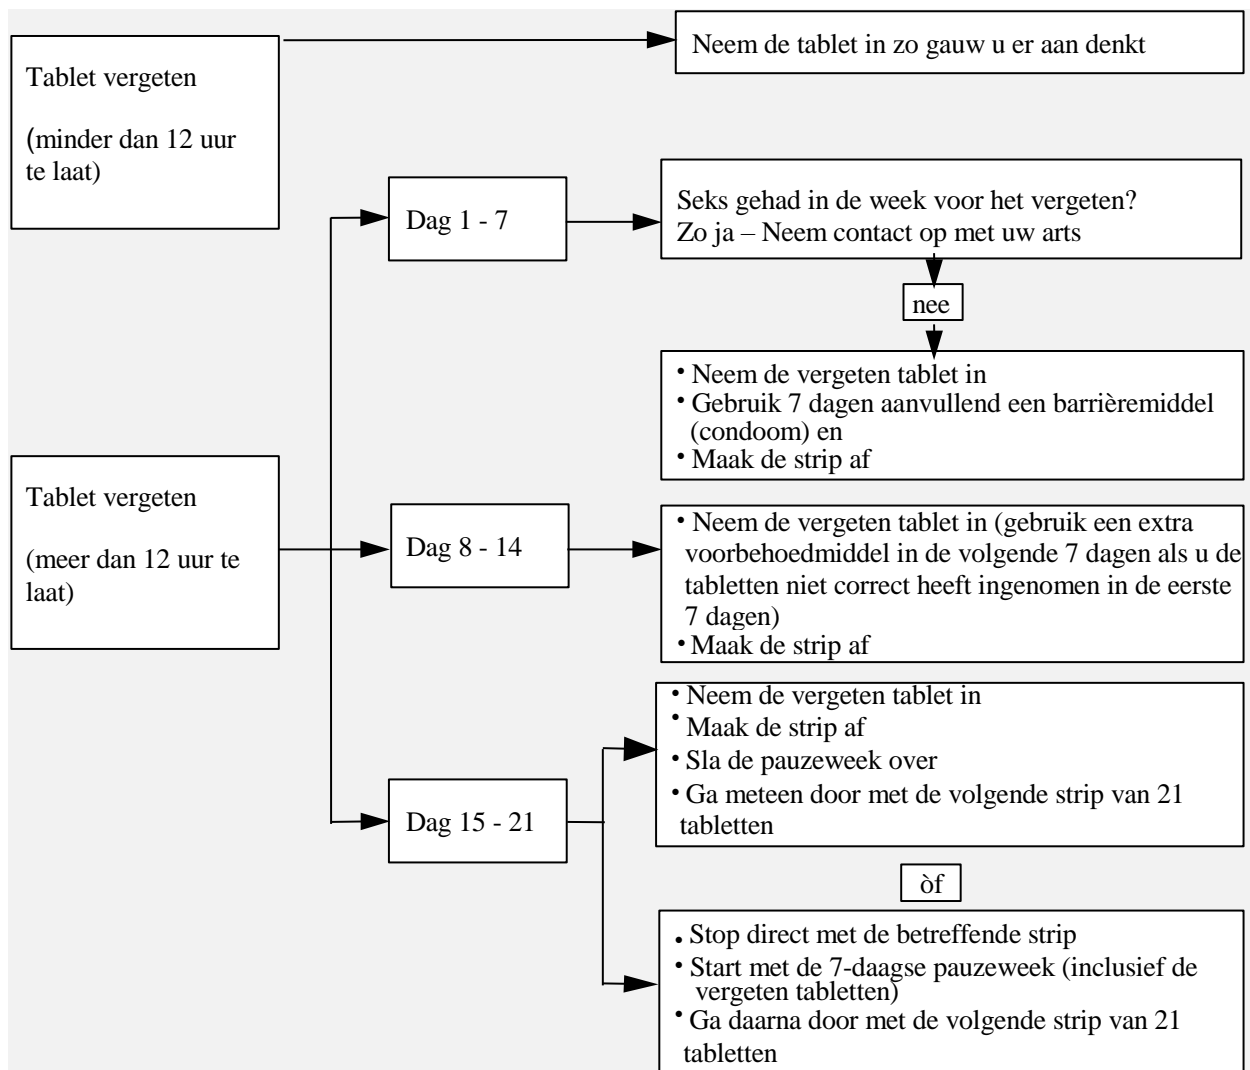 Neem de tablet in zo gauw u er aan denkt
Tablet vergeten
(minder dan 12 uur
te laat)
Dag 1 - 7
Seks gehad in de week voor het vergeten?
Zo ja – Neem contact op met uw arts
nee
• Neem de vergeten tablet in
• Gebruik 7 dagen aanvullend een barrièremiddel
(condoom) en
• Maak de strip af
Tablet vergeten
(meer dan 12 uur te
laat)
Dag 8 - 14
• Neem de vergeten tablet in (gebruik een extra
voorbehoedmiddel in de volgende 7 dagen als u de
tabletten niet correct heeft ingenomen in de eerste
7 dagen)
• Maak de strip af
Dag 15 - 21
• Neem de vergeten tablet in
• Maak de strip af
• Sla de pauzeweek over
• Ga meteen door met de volgende strip van 21
tabletten
òf
• Stop direct met de betreffende strip
• Start met de 7-daagse pauzeweek (inclusief de
vergeten tabletten)
• Ga daarna door met de volgende strip van 21
tabletten